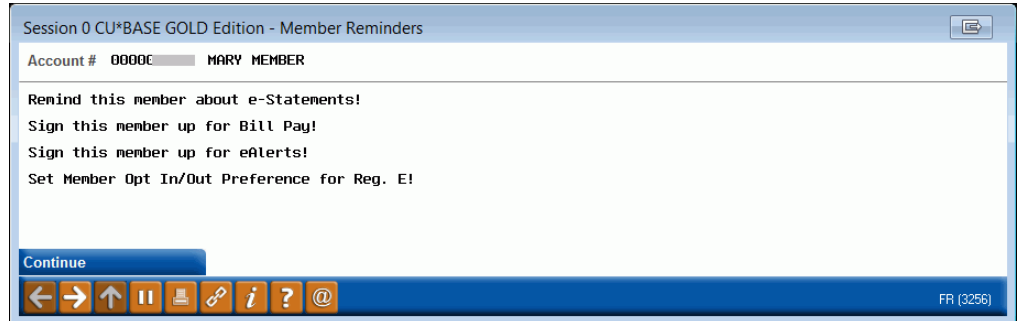 Session 0 CU*BASE GOLD Edition - Member Reminders
Account # 0000 MARY MEMBER
Remind this member about e-Statements!
Sign this member up for Bill Pay!
Sign this member up for eAlerts!
Set Member Opt In/Out Preference for Reg. E!
Continue
i ? @
FR (3256)